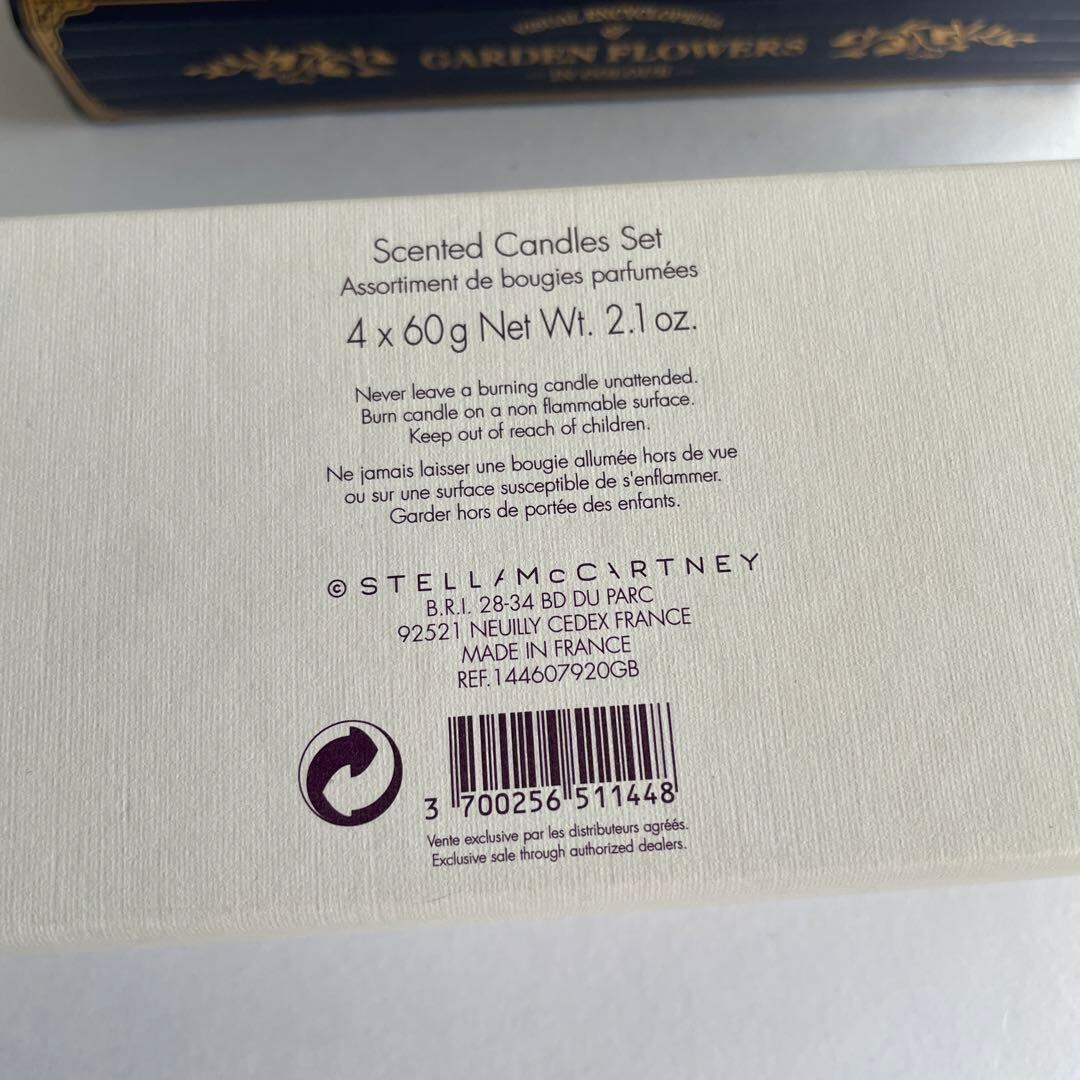 GARDEN FLOWERS
Scented Candles Set
Assortiment de bougies parfumées
4 x 60g Net Wt. 2.1 oz.
Never leave a burning candle unattended.
Burn candle on a non flammable surface.
Keep out of reach of children.
Ne jamais laisser une bougie allumée hors de vue
ou sur une surface susceptible de s'enflammer.
Garder hors de portée des enfants.
© STELLA McCARTNEY
B.R.I. 28-34 BD DU PARC
92521 NEUILLY CEDEX FRANCE
MADE IN FRANCE
REF.144607920GB
3 700256 511448
Vente exclusive par les distributeurs agréés.
Exclusive sale through authorized dealers.